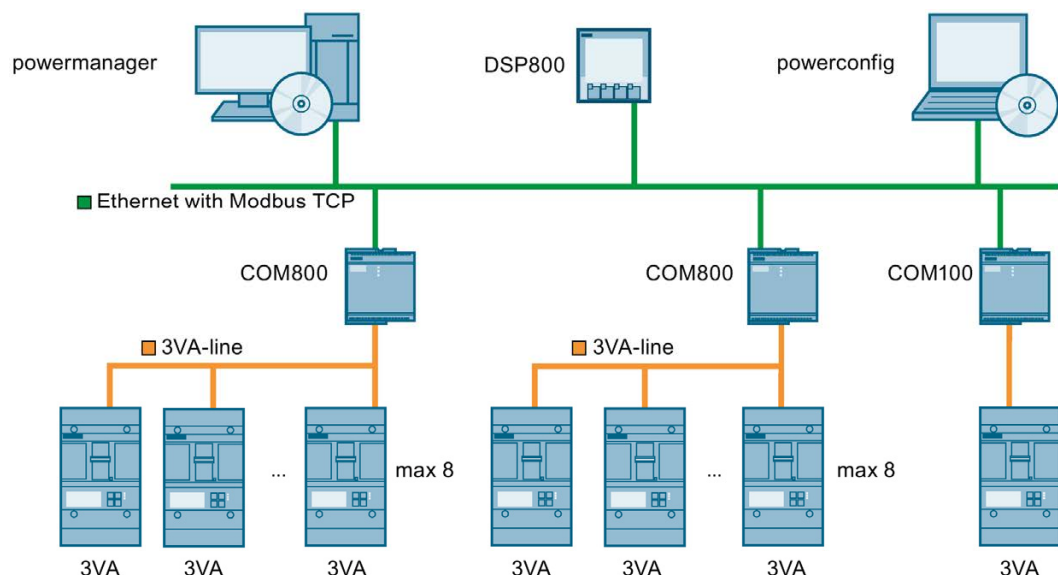 powermanager
DSP800
powerconfig
Ethernet with Modbus TCP
COM800
COM800
COM100
3VA-line
3VA-line
...
max 8
...
max 8
3VA
3VA
3VA
3VA
3VA
3VA
3VA